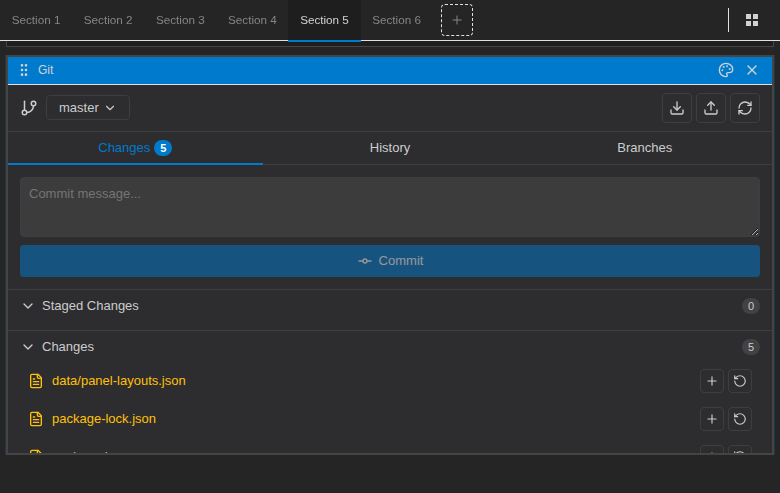 Section 1 Section 2 Section 3 Section 4 Section 5 Section 6
Git
master
Changes 5 History Branches
Commit message...
Commit
Staged Changes 0
Changes 5
data/panel-layouts.json
package-lock.json